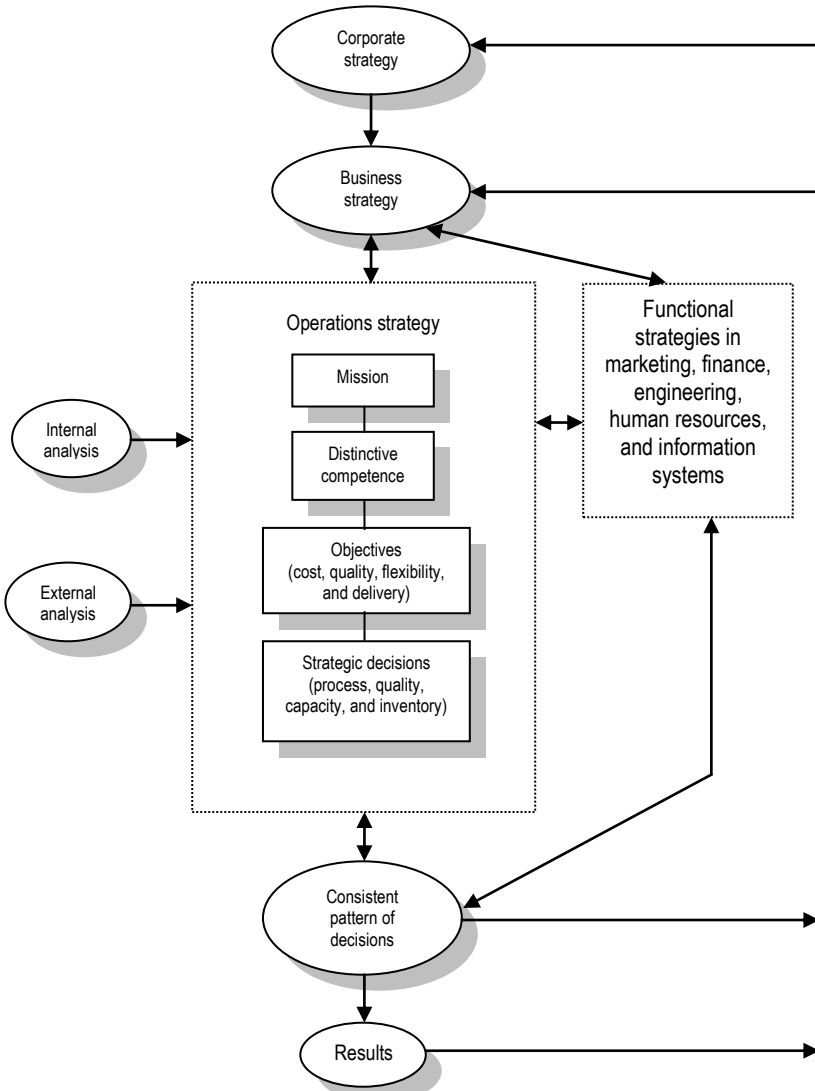 Corporate
strategy
Business
strategy
Operations strategy
Mission
Distinctive
competence
Objectives
(cost, quality, flexibility,
and delivery)
Strategic decisions
(process, quality,
capacity, and inventory)
Functional
strategies in
marketing, finance,
engineering,
human resources,
and information
systems
Internal
analysis
External
analysis
Consistent
pattern of
decisions
Results